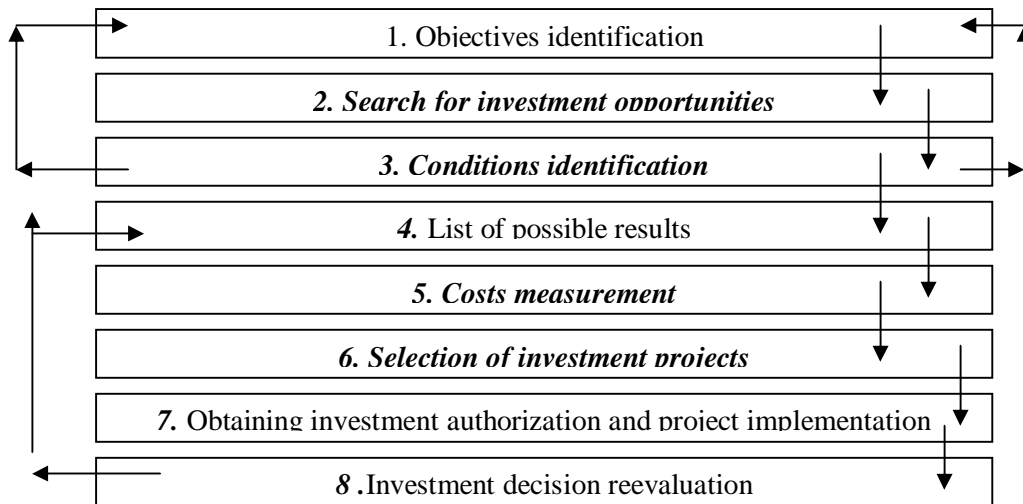 1. Objectives identification
2. Search for investment opportunities
3. Conditions identification
4. List of possible results
5. Costs measurement
6. Selection of investment projects
7. Obtaining investment authorization and project implementation
8 .Investment decision reevaluation